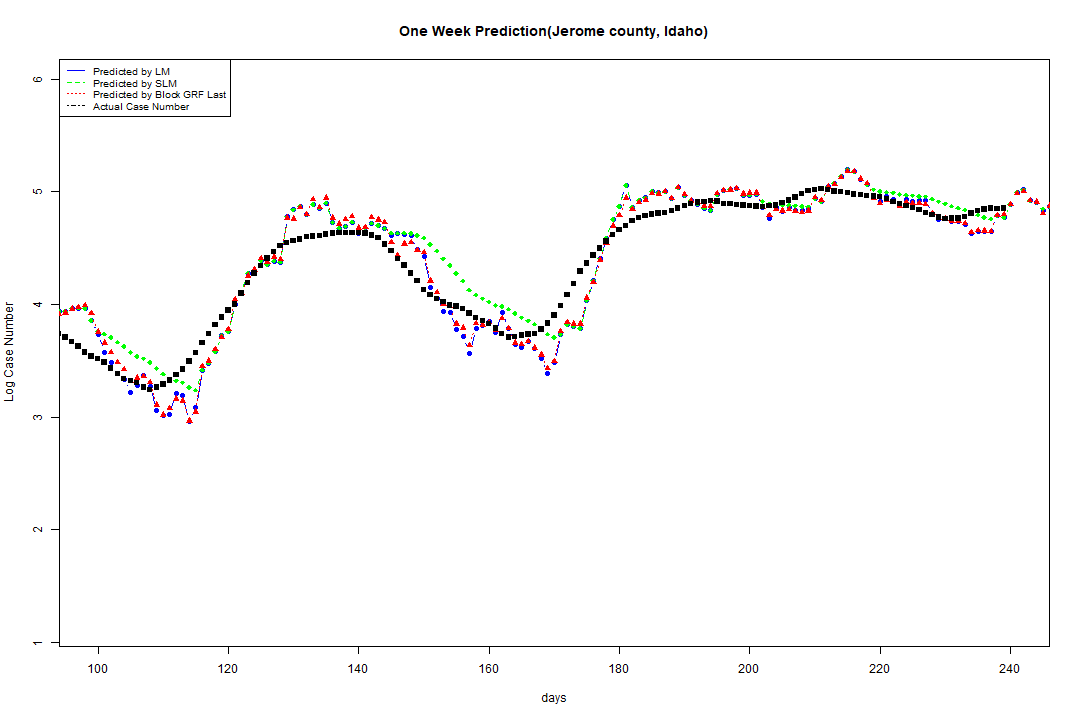 One Week Prediction(Jerome county, Idaho)
Predicted by LM
Predicted by SLM
Predicted by Block GRF Last
Actual Case Number
6
5
4
3
2
1
Log Case Number
100 120 140 160 180 200 220 240
days